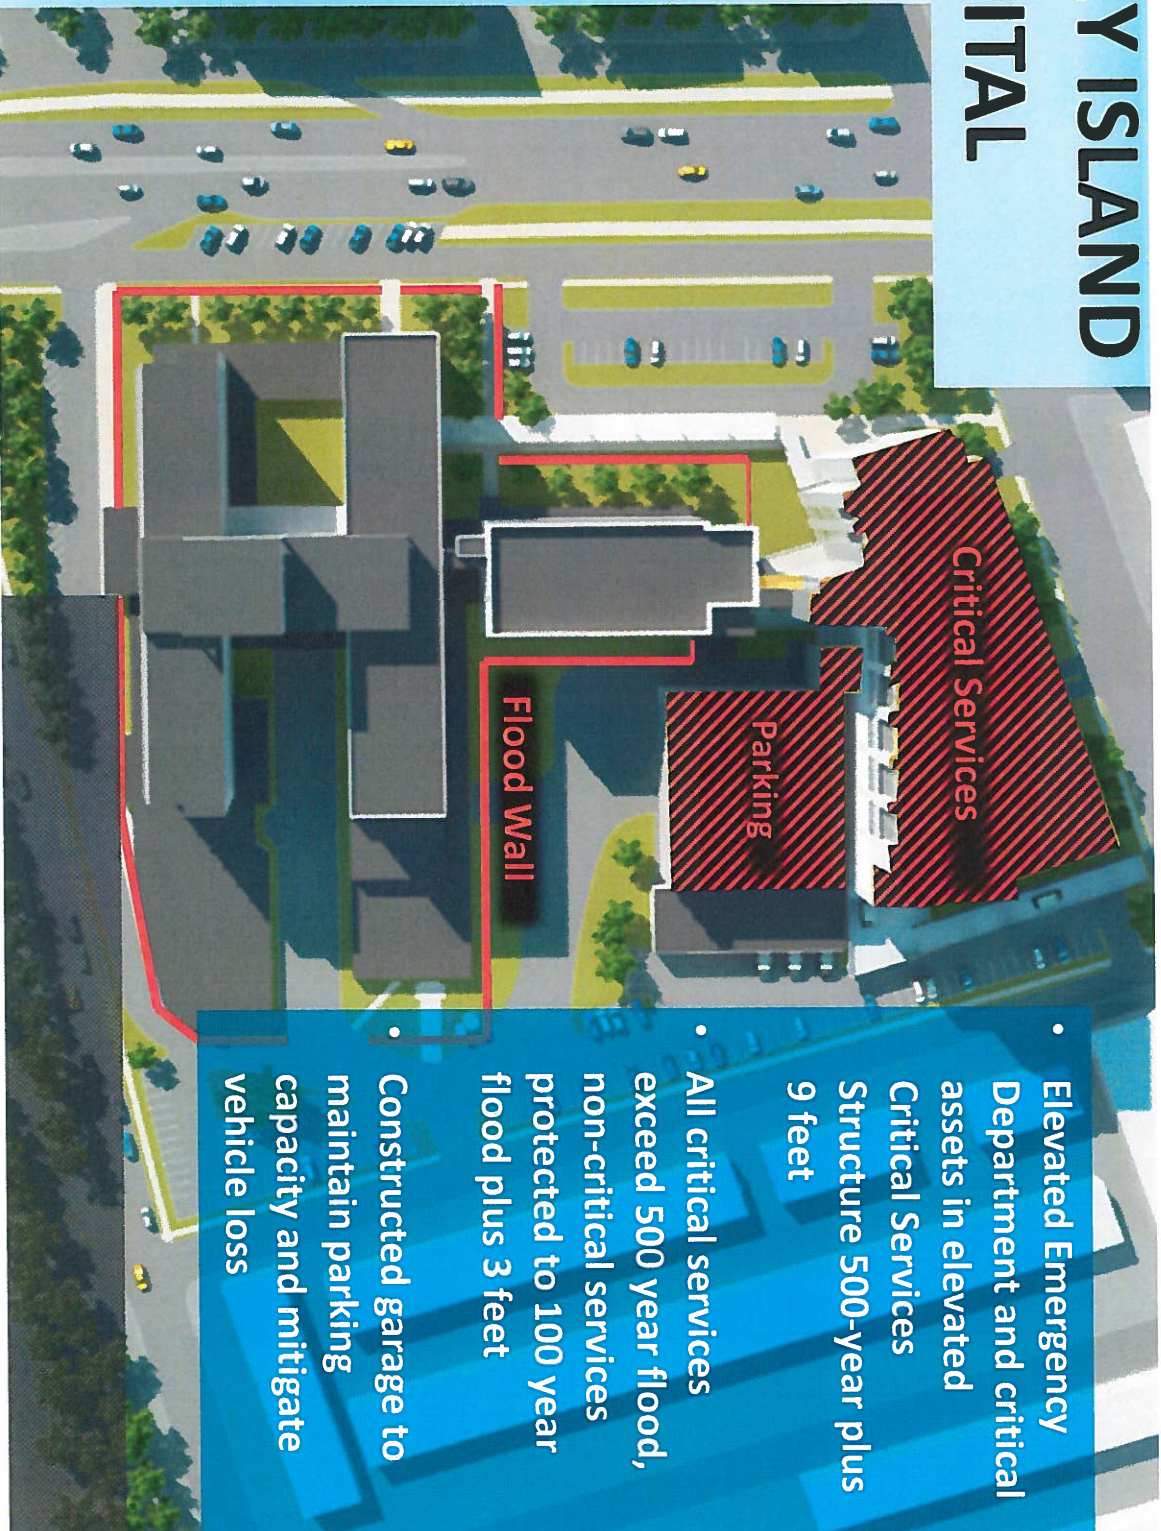 Y ISLAND
ITAL
Critical Services
Parking
Flood Wall
• Elevated Emergency
Department and critical
assets in elevated
Critical Services
Structure 500-year plus
9 feet
• All critical services
exceed 500 year flood,
non-critical services
protected to 100 year
flood plus 3 feet
• Constructed garage to
maintain parking
capacity and mitigate
vehicle loss